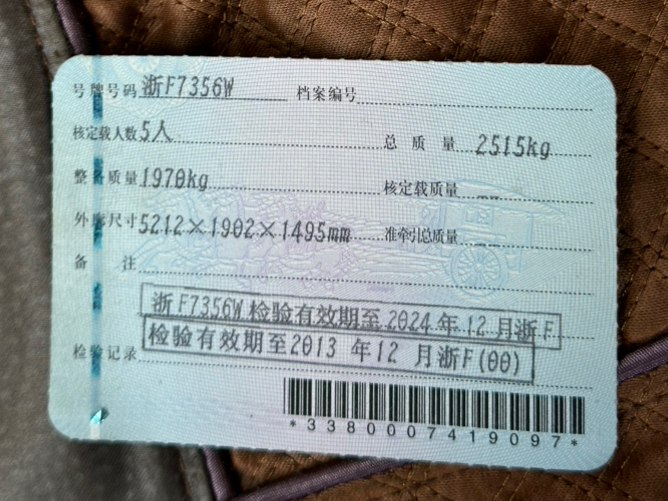 号牌号码 浙F7356W 档案编号
核定载人数 5人 总质量 2515kg
整备质量 1970kg 核定载质量 --
外廓尺寸 5212×1902×1495mm 准牵引总质量 --
备注
浙F7356W 检验有效期至2024年12月浙F
检验记录 检验有效期至2013年12月浙F(00)
*3380007419097*